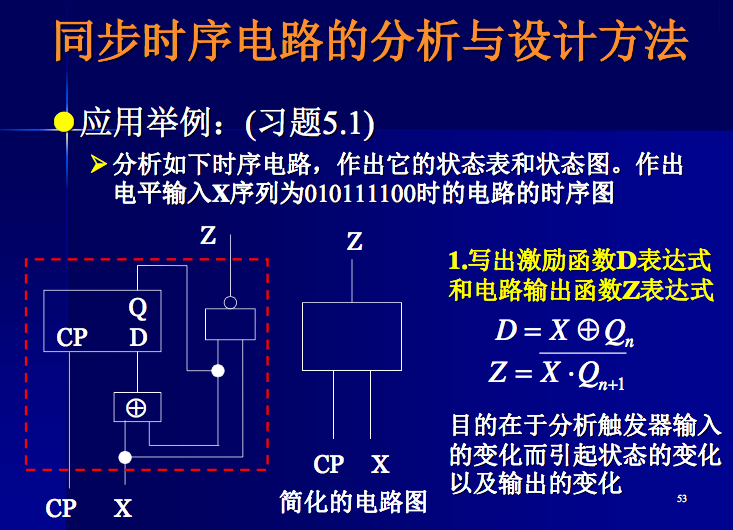 同步时序电路的分析与设计方法
应用举例：(习题5.1)
分析如下时序电路，作出它的状态表和状态图。作出
电平输入X序列为010111100时的电路的时序图
Z
Q
CP D
⊕
CP X
Z
CP X
简化的电路图
1.写出激励函数D表达式
和电路输出函数Z表达式
D = X ⊕ Qₙ
Z = \overline{X · Qₙ₊₁}
目的在于分析触发器输入
的变化而引起状态的变化
以及输出的变化
53